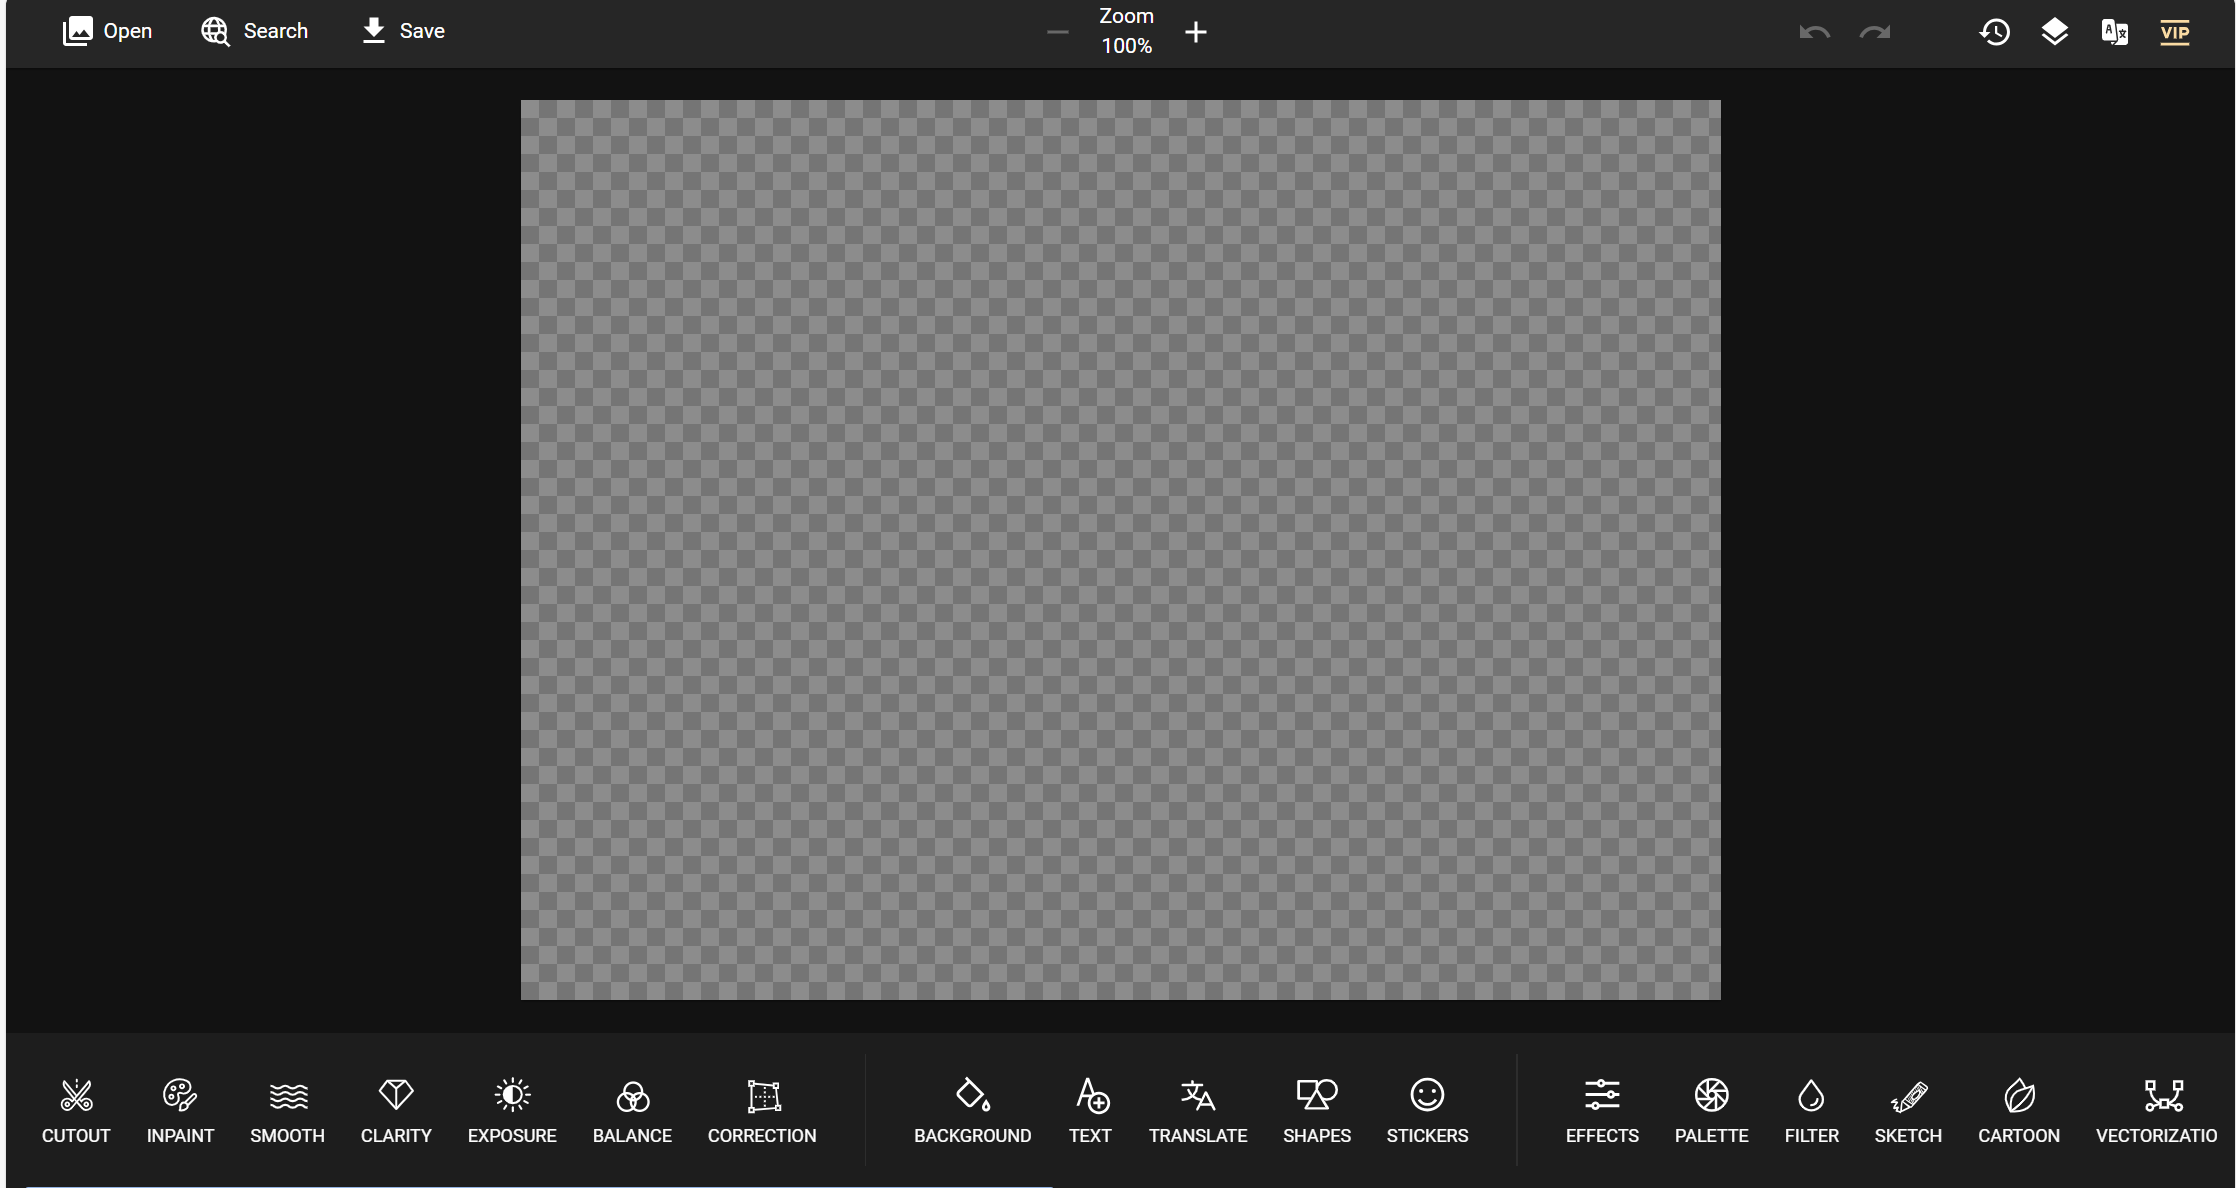 Open
Search
Save
Zoom
100%
VIP
CUTOUT
INPAINT
SMOOTH
CLARITY
EXPOSURE
BALANCE
CORRECTION
BACKGROUND
TEXT
TRANSLATE
SHAPES
STICKERS
EFFECTS
PALETTE
FILTER
SKETCH
CARTOON
VECTORIZATIO